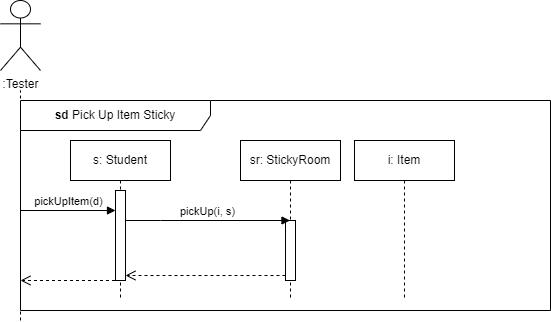 :Tester
sd Pick Up Item Sticky
s: Student
sr: StickyRoom
i: Item
pickUpItem(d)
pickUp(i, s)